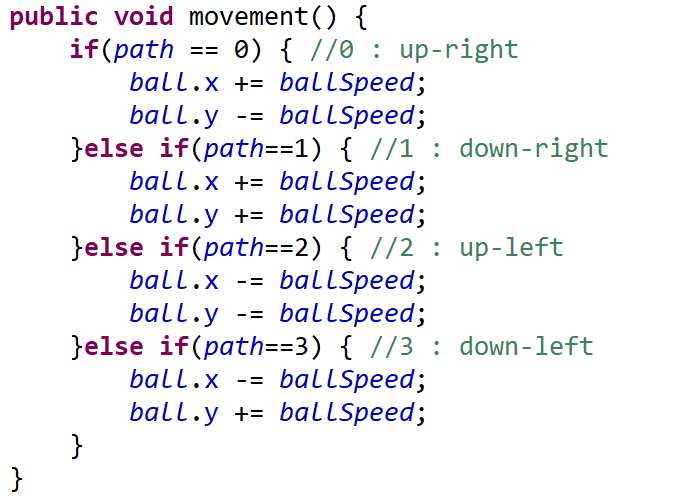 public void movement() {
    if(path == 0) { //0 : up-right
        ball.x += ballSpeed;
        ball.y -= ballSpeed;
    }else if(path==1) { //1 : down-right
        ball.x += ballSpeed;
        ball.y += ballSpeed;
    }else if(path==2) { //2 : up-left
        ball.x -= ballSpeed;
        ball.y -= ballSpeed;
    }else if(path==3) { //3 : down-left
        ball.x -= ballSpeed;
        ball.y += ballSpeed;
    }
}